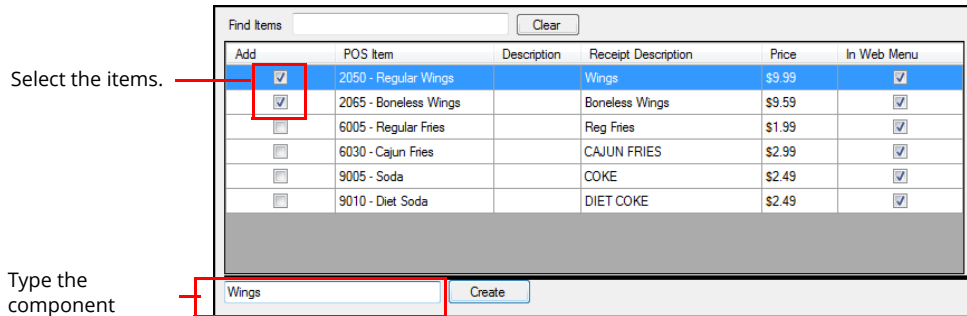 Find Items Clear
Add POS Item Description Receipt Description Price In Web Menu
Select the items. 2050 - Regular Wings Wings $9.99
2065 - Boneless Wings Boneless Wings $9.59
6005 - Regular Fries Reg Fries $1.99
6030 - Cajun Fries CAJUN FRIES $2.99
9005 - Soda COKE $2.49
9010 - Diet Soda DIET COKE $2.49
Type the
component
Wings Create